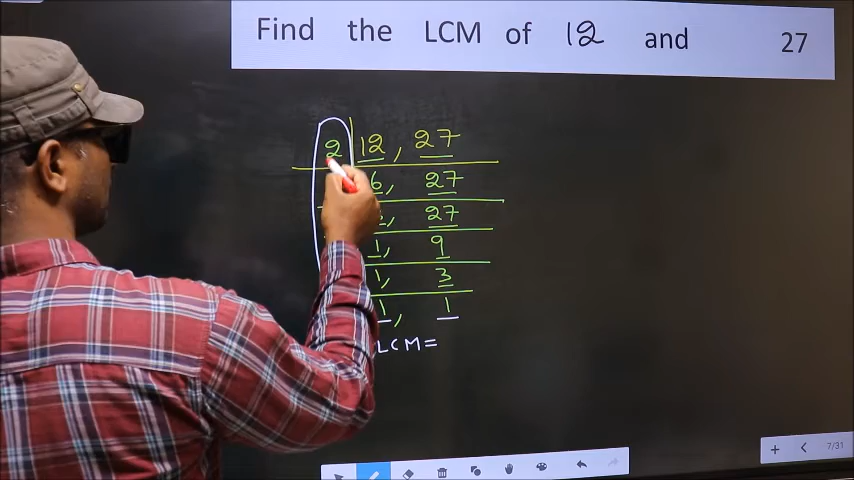 Find the LCM of 12 and 27
2 12, 27
6, 27
27
1, 9
1, 3
1, 1
LCM=
7/31